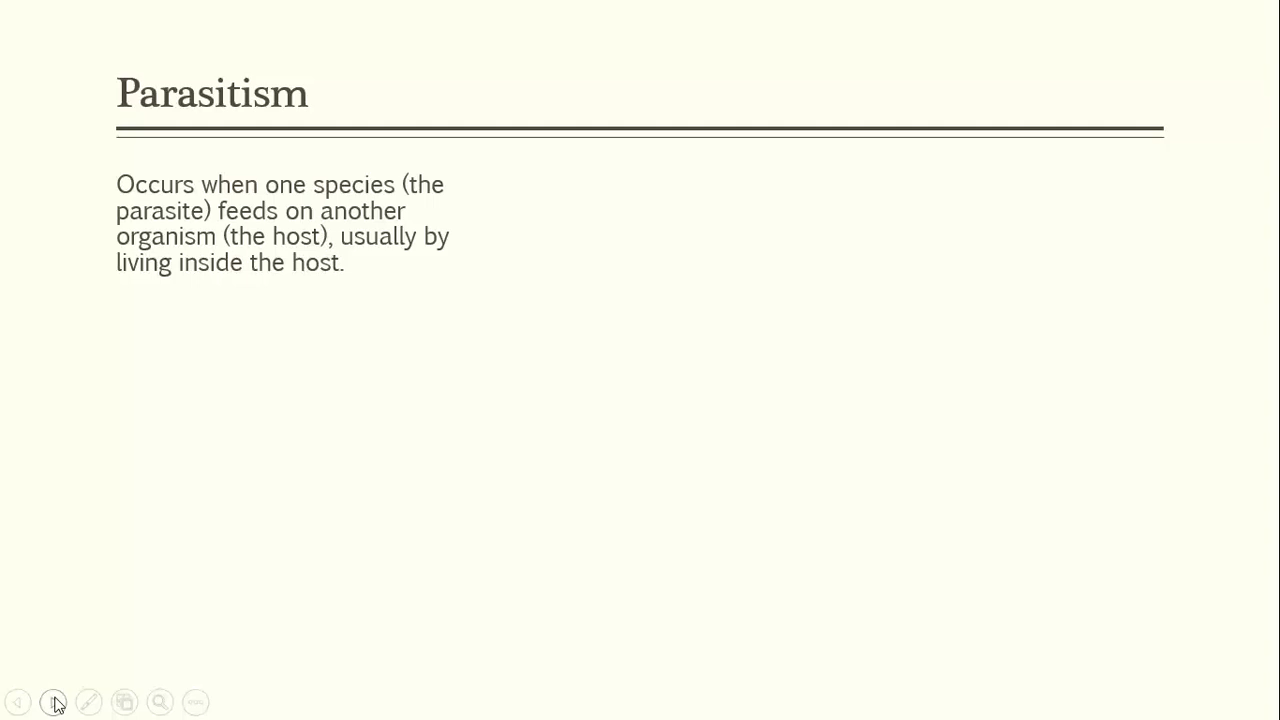 Parasitism
Occurs when one species (the
parasite) feeds on another
organism (the host), usually by
living inside the host.